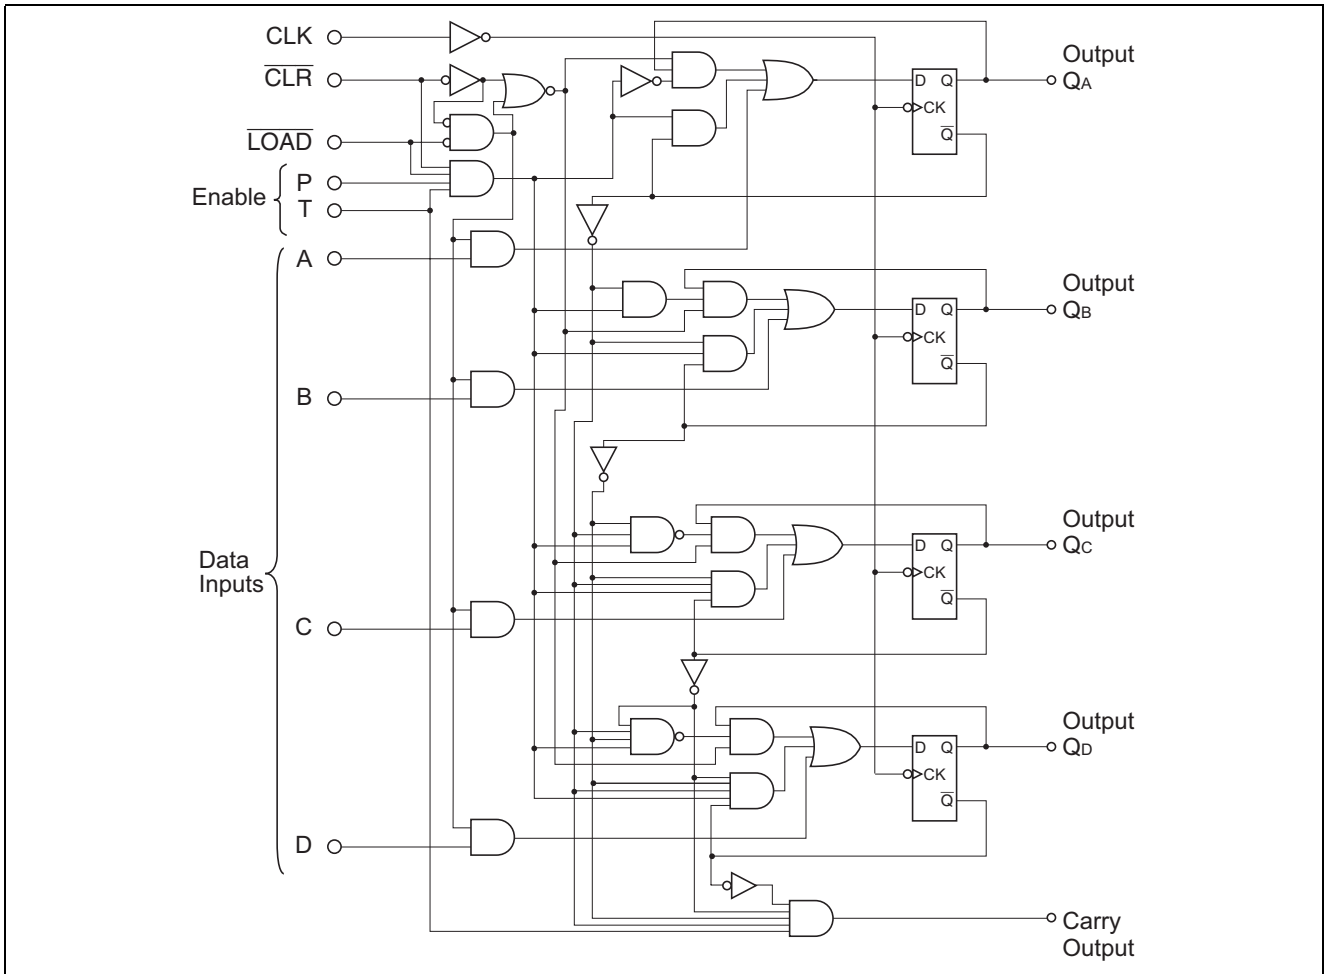 CLK
CLR
LOAD
Enable
P
T
A
B
Data
Inputs
C
D
D Q
CK
Q
Output
QA
D Q
CK
Q
Output
QB
D Q
CK
Q
Output
QC
D Q
CK
Q
Output
QD
Carry
Output